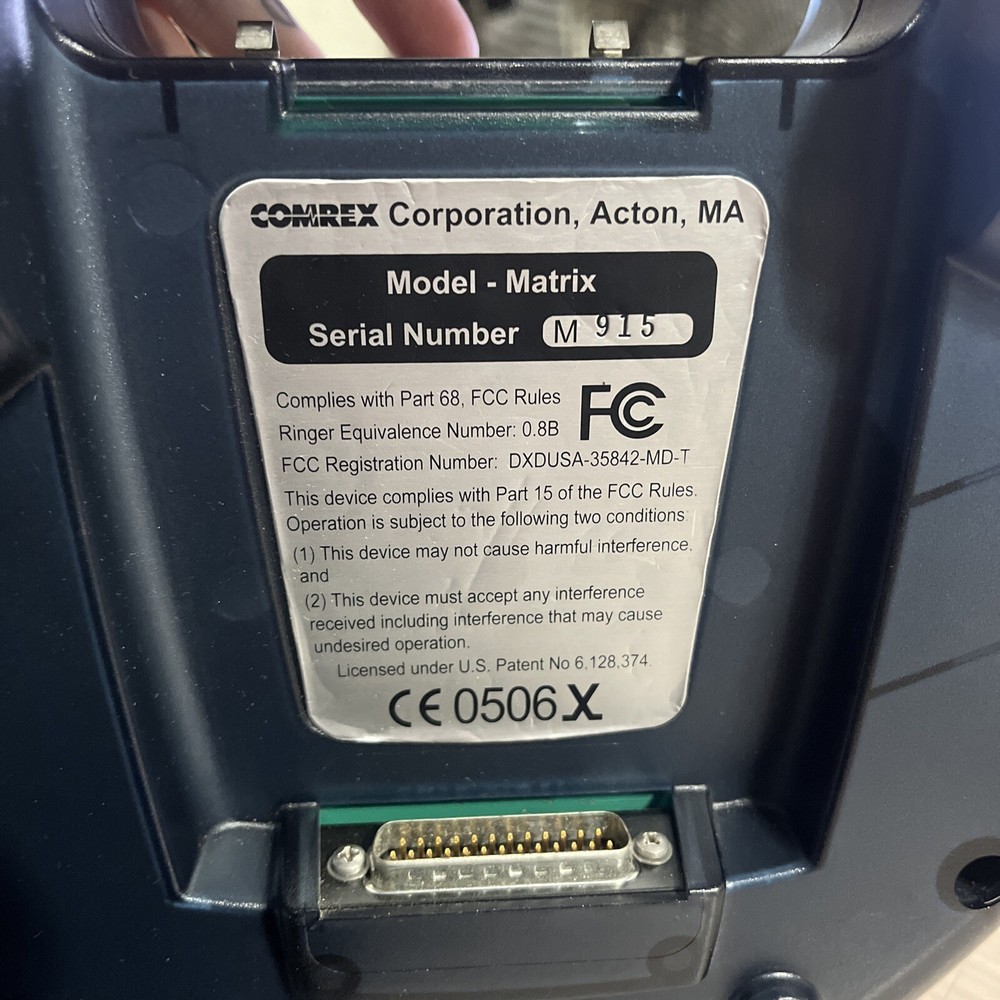 COMREX Corporation, Acton, MA
Model - Matrix
Serial Number M 915
Complies with Part 68, FCC Rules
FC
Ringer Equivalence Number: 0.8B
FCC Registration Number: DXDUSA-35842-MD-T
This device complies with Part 15 of the FCC Rules.
Operation is subject to the following two conditions:
(1) This device may not cause harmful interference,
and
(2) This device must accept any interference
received including interference that may cause
undesired operation.
Licensed under U.S. Patent No 6,128,374.
CE 0506 X